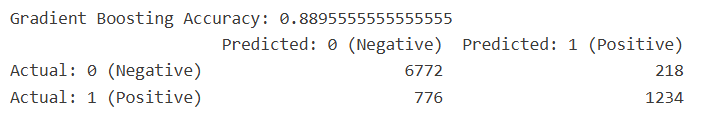 Gradient Boosting Accuracy: 0.8895555555555555
Predicted: 0 (Negative) Predicted: 1 (Positive)
Actual: 0 (Negative) 6772 218
Actual: 1 (Positive) 776 1234